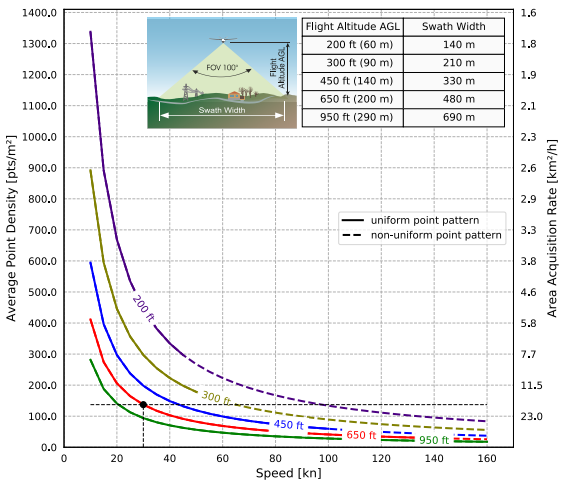 1400.0
1300.0
1200.0
1100.0
1000.0
900.0
800.0
700.0
600.0
500.0
400.0
300.0
200.0
100.0
0.0
Average Point Density [pts/m²]
0
20
40
60
80
100
120
140
160
Speed [kn]
1.6
1.8
1.9
2.1
2.3
2.6
2.9
3.3
3.8
4.6
5.8
7.7
11.5
23.0
Area Acquisition Rate [km²/h]
FOV 100°
Flight
Altitude AGL
Swath Width
Flight Altitude AGL Swath Width
200 ft (60 m) 140 m
300 ft (90 m) 210 m
450 ft (140 m) 330 m
650 ft (200 m) 480 m
950 ft (290 m) 690 m
uniform point pattern
non-uniform point pattern
200 ft
300 ft
450 ft
650 ft
950 ft